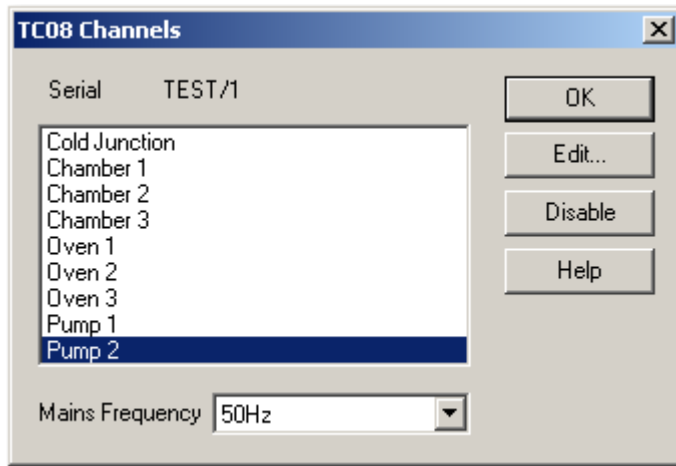 TC08 Channels
Serial TEST/1
Cold Junction
Chamber 1
Chamber 2
Chamber 3
Oven 1
Oven 2
Oven 3
Pump 1
Pump 2
OK
Edit...
Disable
Help
Mains Frequency 50Hz